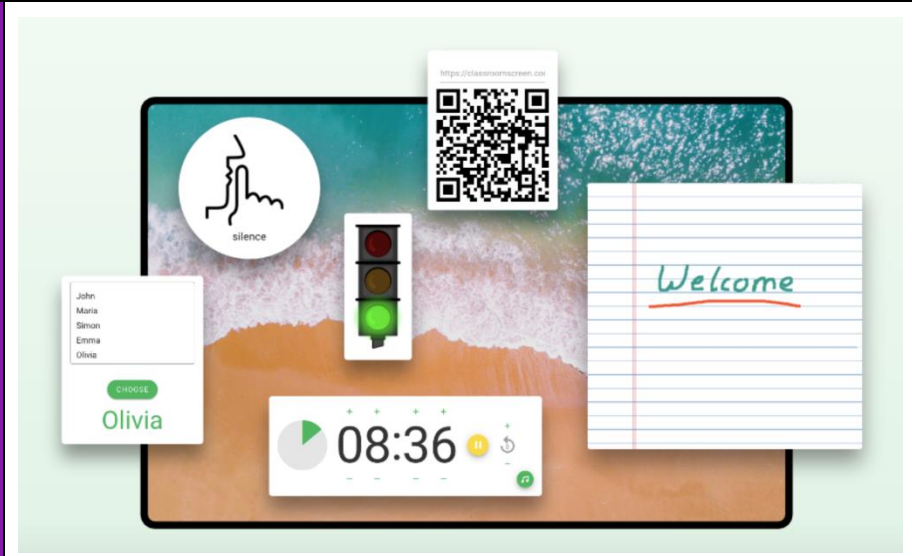 https://classroomscreen.co
silence
Welcome
John
Maria
Simon
Emma
Olivia
CHOOSE
Olivia
08:36